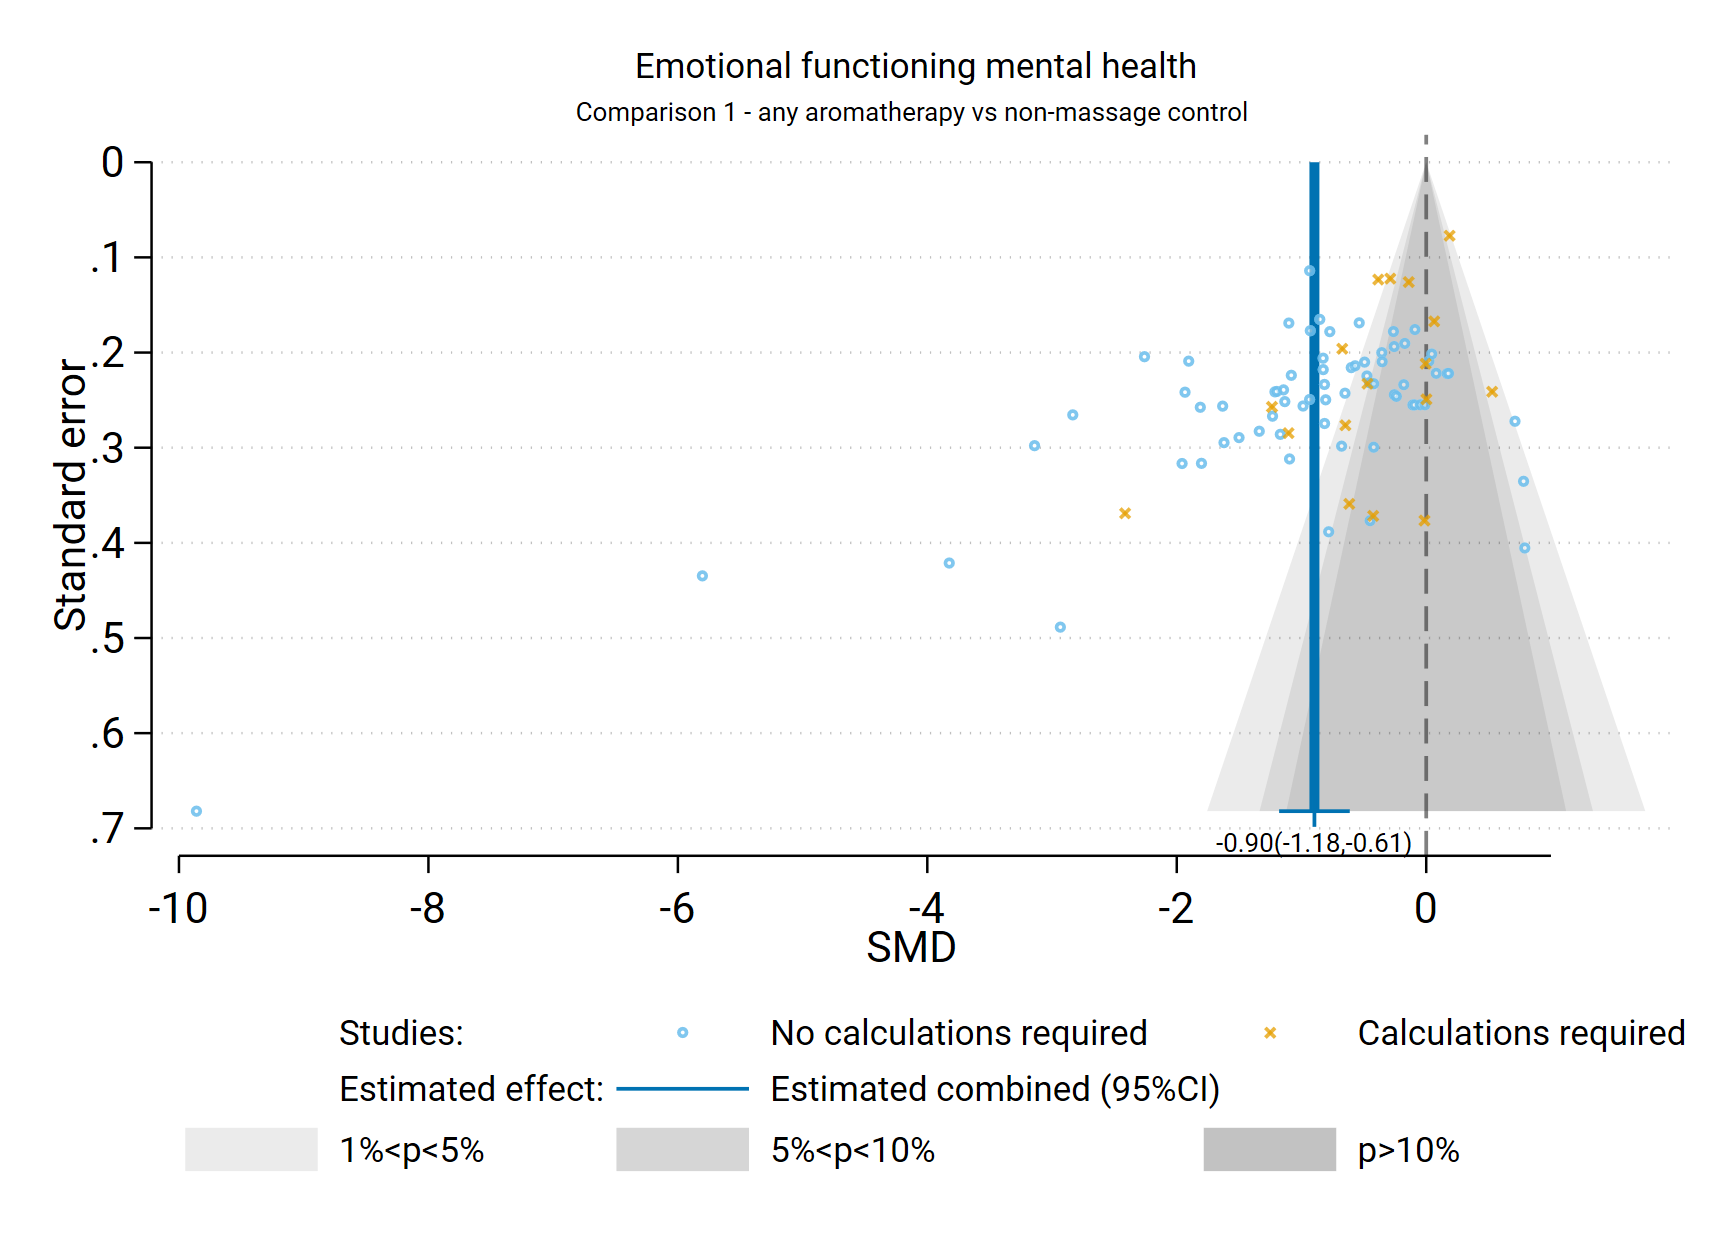 Emotional functioning mental health
Comparison 1 - any aromatherapy vs non-massage control
0
.1
.2
.3
.4
.5
.6
.7
Standard error
-0.90(-1.18,-0.61)
-10 -8 -6 -4 -2 0
SMD
Studies: No calculations required Calculations required
Estimated effect: Estimated combined (95%CI)
1%<p<5% 5%<p<10% p>10%